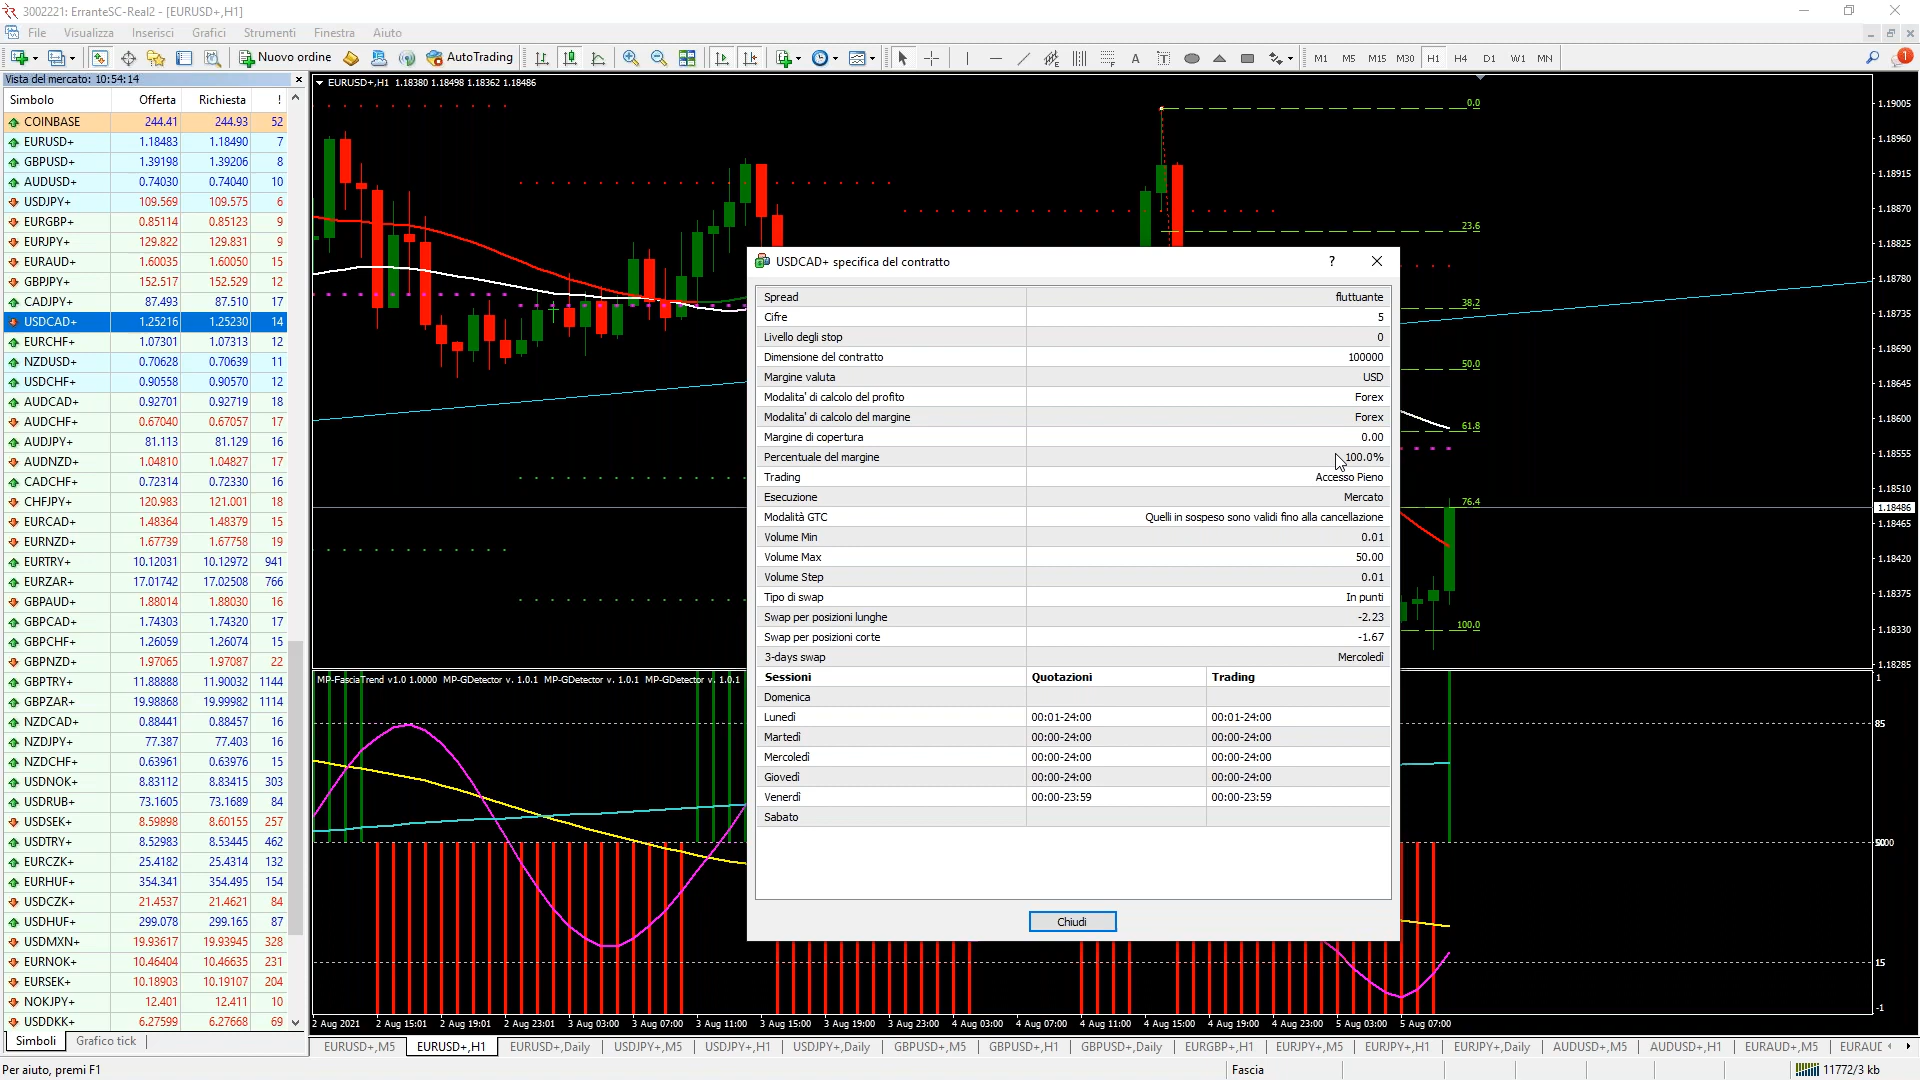 3002221: ErranteSC-Real2 - [EURUSD+,H1]
File Visualizza Inserisci Grafici Strumenti Finestra Aiuto
Nuovo ordine AutoTrading M1 M5 M15 M30 H1 H4 D1 W1 MN
Vista del mercato: 10:54:14
Simbolo Offerta Richiesta !
COINBASE 244.41 244.93 52
EURUSD+ 1.18483 1.18490 7
GBPUSD+ 1.39198 1.39206 8
AUDUSD+ 0.74030 0.74040 10
USDJPY+ 109.569 109.575 6
EURGBP+ 0.85114 0.85123 9
EURJPY+ 129.822 129.831 9
EURAUD+ 1.60035 1.60050 15
GBPJPY+ 152.517 152.529 12
CADJPY+ 87.493 87.510 17
USDCAD+ 1.25216 1.25230 14
EURCHF+ 1.07301 1.07313 12
NZDUSD+ 0.70628 0.70639 11
USDCHF+ 0.90558 0.90570 12
AUDCAD+ 0.92701 0.92719 18
AUDCHF+ 0.67040 0.67057 17
AUDJPY+ 81.113 81.129 16
AUDNZD+ 1.04810 1.04827 17
CADCHF+ 0.72314 0.72330 16
CHFJPY+ 120.983 121.001 18
EURCAD+ 1.48364 1.48379 15
EURNZD+ 1.67739 1.67758 19
EURTRY+ 10.12031 10.12972 941
EURZAR+ 17.01742 17.02508 766
GBPAUD+ 1.88014 1.88030 16
GBPCAD+ 1.74303 1.74320 17
GBPCHF+ 1.26059 1.26074 15
GBPNZD+ 1.97065 1.97087 22
GBPTRY+ 11.88888 11.90032 1144
GBPZAR+ 19.98868 19.99982 1114
NZDCAD+ 0.88441 0.88457 16
NZDJPY+ 77.387 77.403 16
NZDCHF+ 0.63961 0.63976 15
USDNOK+ 8.83112 8.83415 303
USDRUB+ 73.1605 73.1689 84
USDSEK+ 8.59898 8.60155 257
USDTRY+ 8.52983 8.53445 462
EURCZK+ 25.4182 25.4314 132
EURHUF+ 354.341 354.495 154
USDCZK+ 21.4537 21.4621 84
USDHUF+ 299.078 299.165 87
USDMXN+ 19.93617 19.93945 328
EURNOK+ 10.46404 10.46635 231
EURSEK+ 10.18903 10.19107 204
NOKJPY+ 12.401 12.411 10
USDDKK+ 6.27599 6.27668 69
Simboli Grafico tick
EURUSD+,H1 1.18380 1.18498 1.18362 1.18486
0.0
23.6
38.2
50.0
61.8
76.4
100.0
1.19005
1.18960
1.18915
1.18870
1.18825
1.18780
1.18735
1.18690
1.18645
1.18600
1.18555
1.18510
1.18486
1.18465
1.18420
1.18375
1.18330
1.18285
USDCAD+ specifica del contratto ?
Spread fluttuante
Cifre 5
Livello degli stop 0
Dimensione del contratto 100000
Margine valuta USD
Modalita' di calcolo del profito Forex
Modalita' di calcolo del margine Forex
Margine di copertura 0.00
Percentuale del margine 100.0%
Trading Accesso Pieno
Esecuzione Mercato
Modalità GTC Quelli in sospeso sono validi fino alla cancellazione
Volume Min 0.01
Volume Max 50.00
Volume Step 0.01
Tipo di swap In punti
Swap per posizioni lunghe -2.23
Swap per posizioni corte -1.67
3-days swap Mercoledì
Sessioni Quotazioni Trading
Domenica
Lunedì 00:01-24:00 00:01-24:00
Martedì 00:00-24:00 00:00-24:00
Mercoledì 00:00-24:00 00:00-24:00
Giovedì 00:00-24:00 00:00-24:00
Venerdì 00:00-23:59 00:00-23:59
Sabato
Chiudi
MP-FasciaTrend v1.0 1.0000 MP-GDetector v. 1.0.1 MP-GDetector v. 1.0.1 MP-GDetector v. 1.0.1
1
85
15
-1
2 Aug 2021 2 Aug 15:01 2 Aug 19:01 2 Aug 23:01 3 Aug 03:00 3 Aug 07:00 3 Aug 11:00 3 Aug 15:00 3 Aug 19:00 3 Aug 23:00 4 Aug 03:00 4 Aug 07:00 4 Aug 11:00 4 Aug 15:00 4 Aug 19:00 4 Aug 23:00 5 Aug 03:00 5 Aug 07:00
EURUSD+,M5 EURUSD+,H1 EURUSD+,Daily USDJPY+,M5 USDJPY+,H1 USDJPY+,Daily GBPUSD+,M5 GBPUSD+,H1 GBPUSD+,Daily EURGBP+,H1 EURJPY+,M5 EURJPY+,H1 EURJPY+,Daily AUDUSD+,M5 AUDUSD+,H1 EURAUD+,M5 EURAUD
Per aiuto, premi F1 Fascia 11772/3 kb